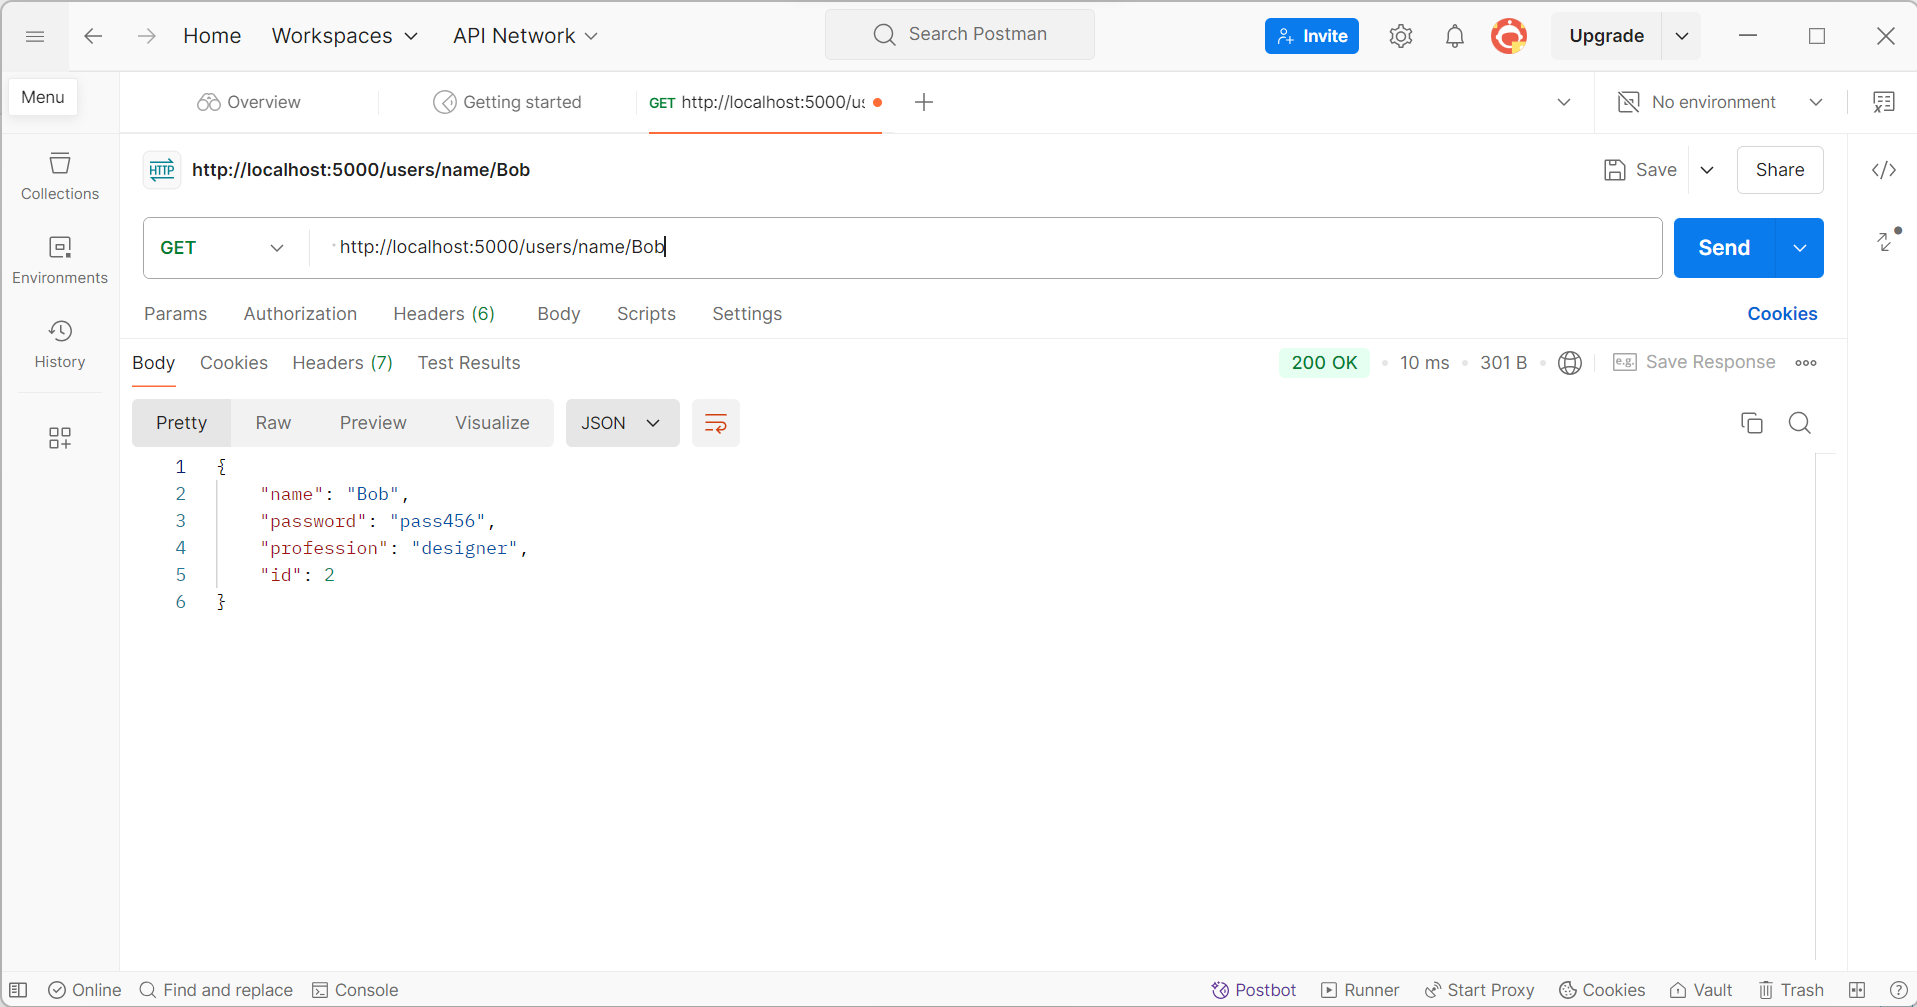 Home Workspaces API Network Search Postman Invite Upgrade
Menu
Overview Getting started GET http://localhost:5000/us No environment
HTTP http://localhost:5000/users/name/Bob Save Share </>
Collections
GET http://localhost:5000/users/name/Bob Send
Environments
Params Authorization Headers (6) Body Scripts Settings Cookies
History
Body Cookies Headers (7) Test Results 200 OK 10 ms 301 B e.g. Save Response
Pretty Raw Preview Visualize JSON
1 {
2 "name": "Bob",
3 "password": "pass456",
4 "profession": "designer",
5 "id": 2
6 }
Online Find and replace Console Postbot Runner Start Proxy Cookies Vault Trash ?